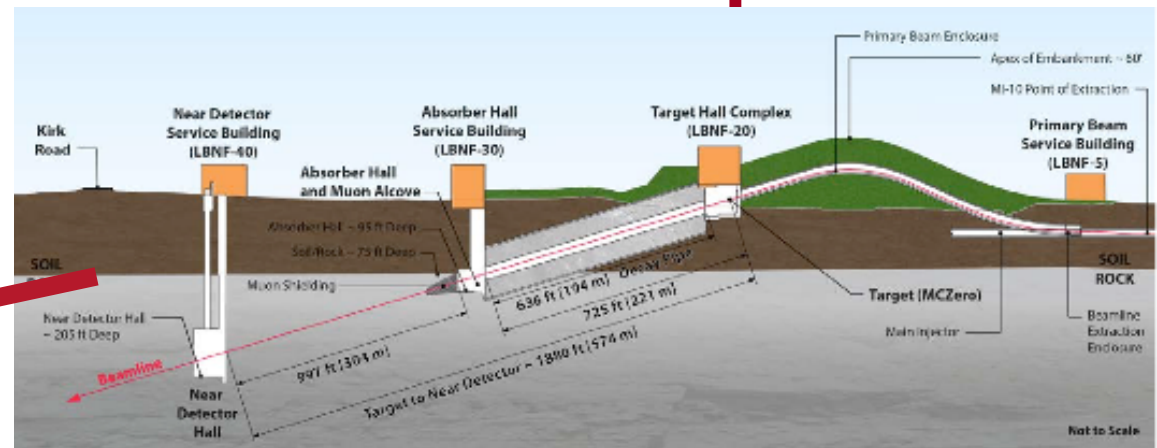 Primary Beam Enclosure
Apex of Embankment ~ 60'
MI-10 Point of Extraction
Kirk
Road
Near Detector
Service Building
(LBNF-40)
Absorber Hall
Service Building
(LBNF-30)
Target Hall Complex
(LBNF-20)
Primary Beam
Service Building
(LBNF-5)
Absorber Hall
and Muon Alcove
Absorber Hall ~ 95 ft Deep
Soil/Rock ~ 75 ft Deep
Muon Shielding
SOIL
SOIL
ROCK
Decay Pipe
636 ft (194 m)
725 ft (221 m)
Target (MCZero)
Main Injector
Beamline
Extraction
Enclosure
Near Detector Hall
~ 205 ft Deep
Beamline
997 ft (304 m)
Target to Near Detector ~ 1880 ft (574 m)
Near
Detector
Hall
Not to Scale